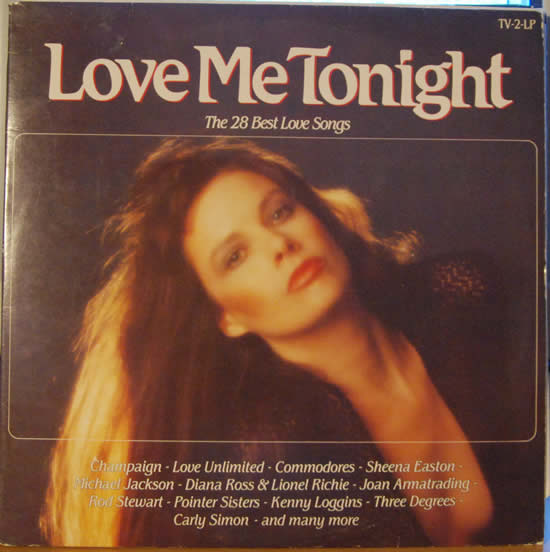 TV-2-LP
Love Me Tonight
The 28 Best Love Songs
Champaign - Love Unlimited - Commodores - Sheena Easton -
Michael Jackson - Diana Ross & Lionel Richie - Joan Armatrading -
Rod Stewart - Pointer Sisters - Kenny Loggins - Three Degrees -
Carly Simon - and many more